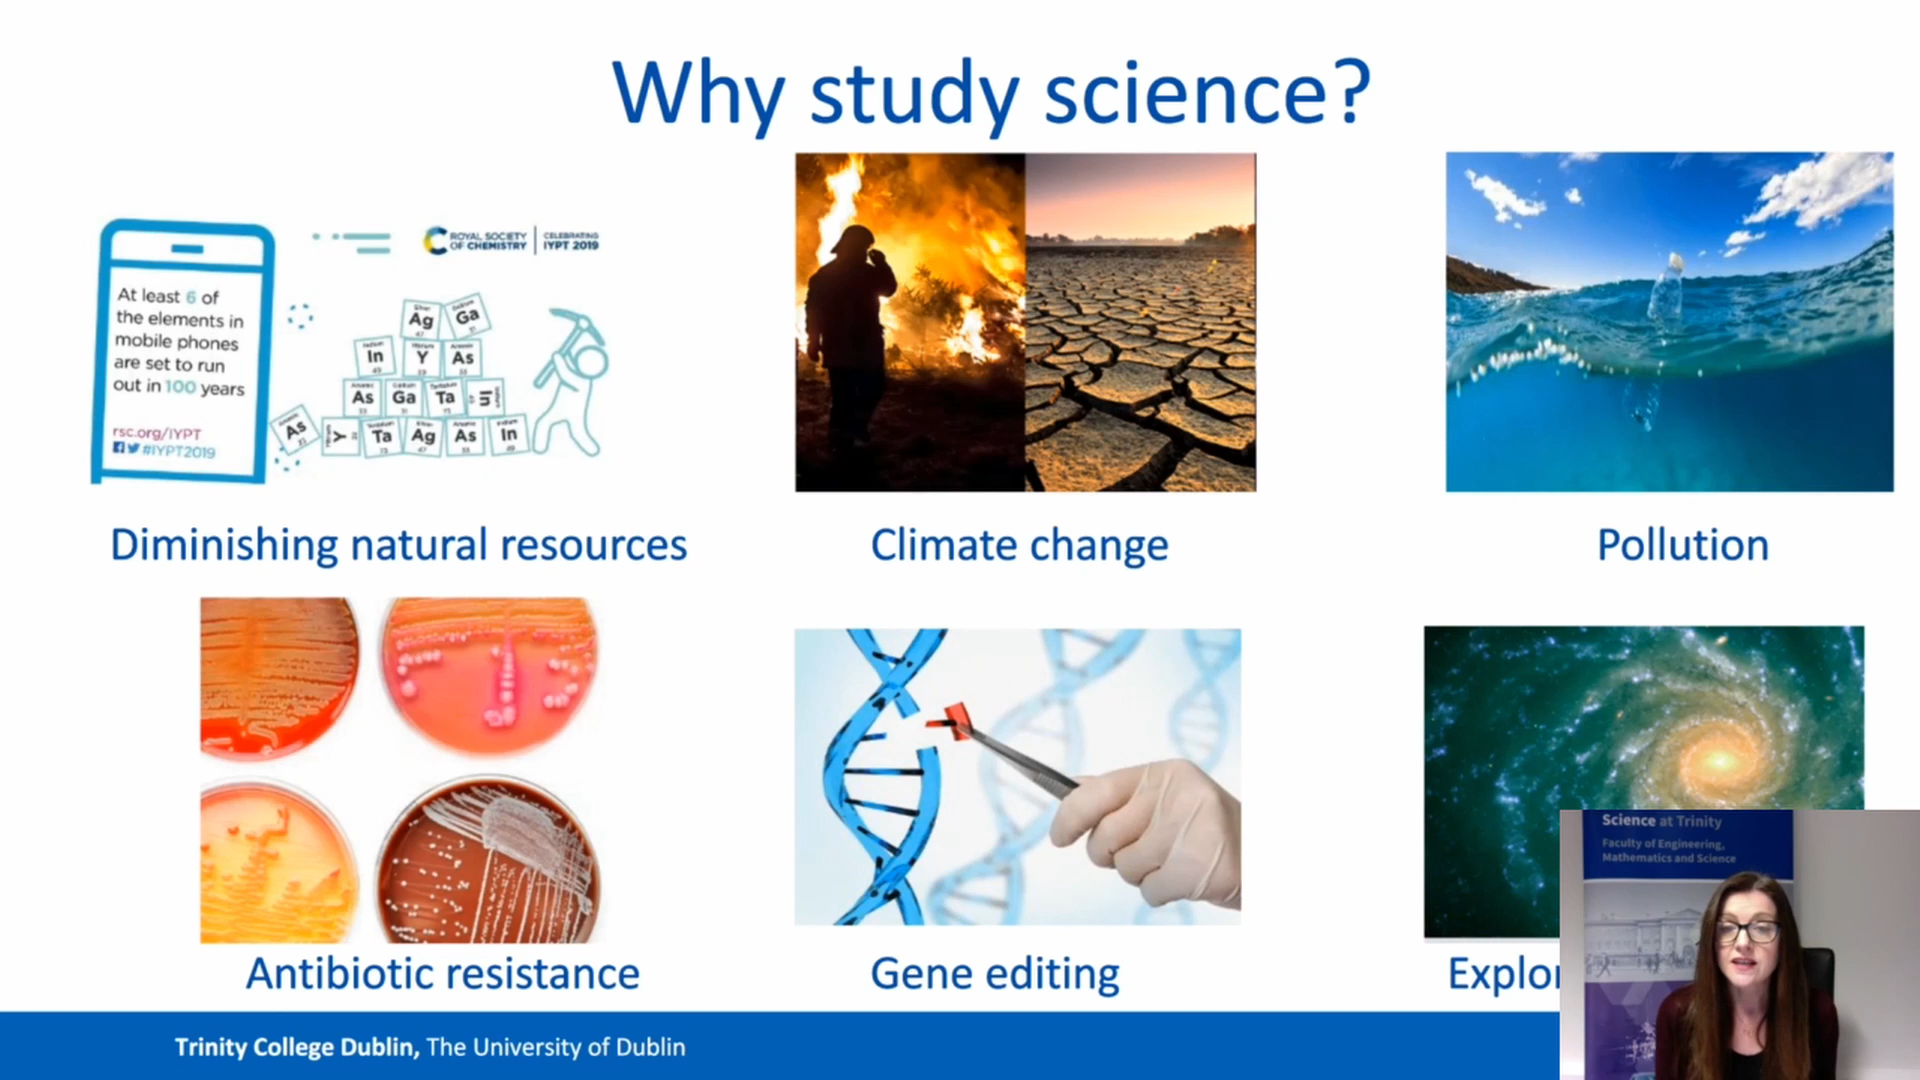 Why study science?
ROYAL SOCIETY
OF CHEMISTRY
CELEBRATING
IYPT 2019
At least 6 of
the elements in
mobile phones
are set to run
out in 100 years
rsc.org/IYPT
#IYPT2019
Ag
Ga
In
Y
As
As
Ga
Ta
In
As
Y
Ta
Ag
As
In
Diminishing natural resources
Climate change
Pollution
Antibiotic resistance
Gene editing
Explor
Science at Trinity
Faculty of Engineering,
Mathematics and Science
Trinity College Dublin, The University of Dublin